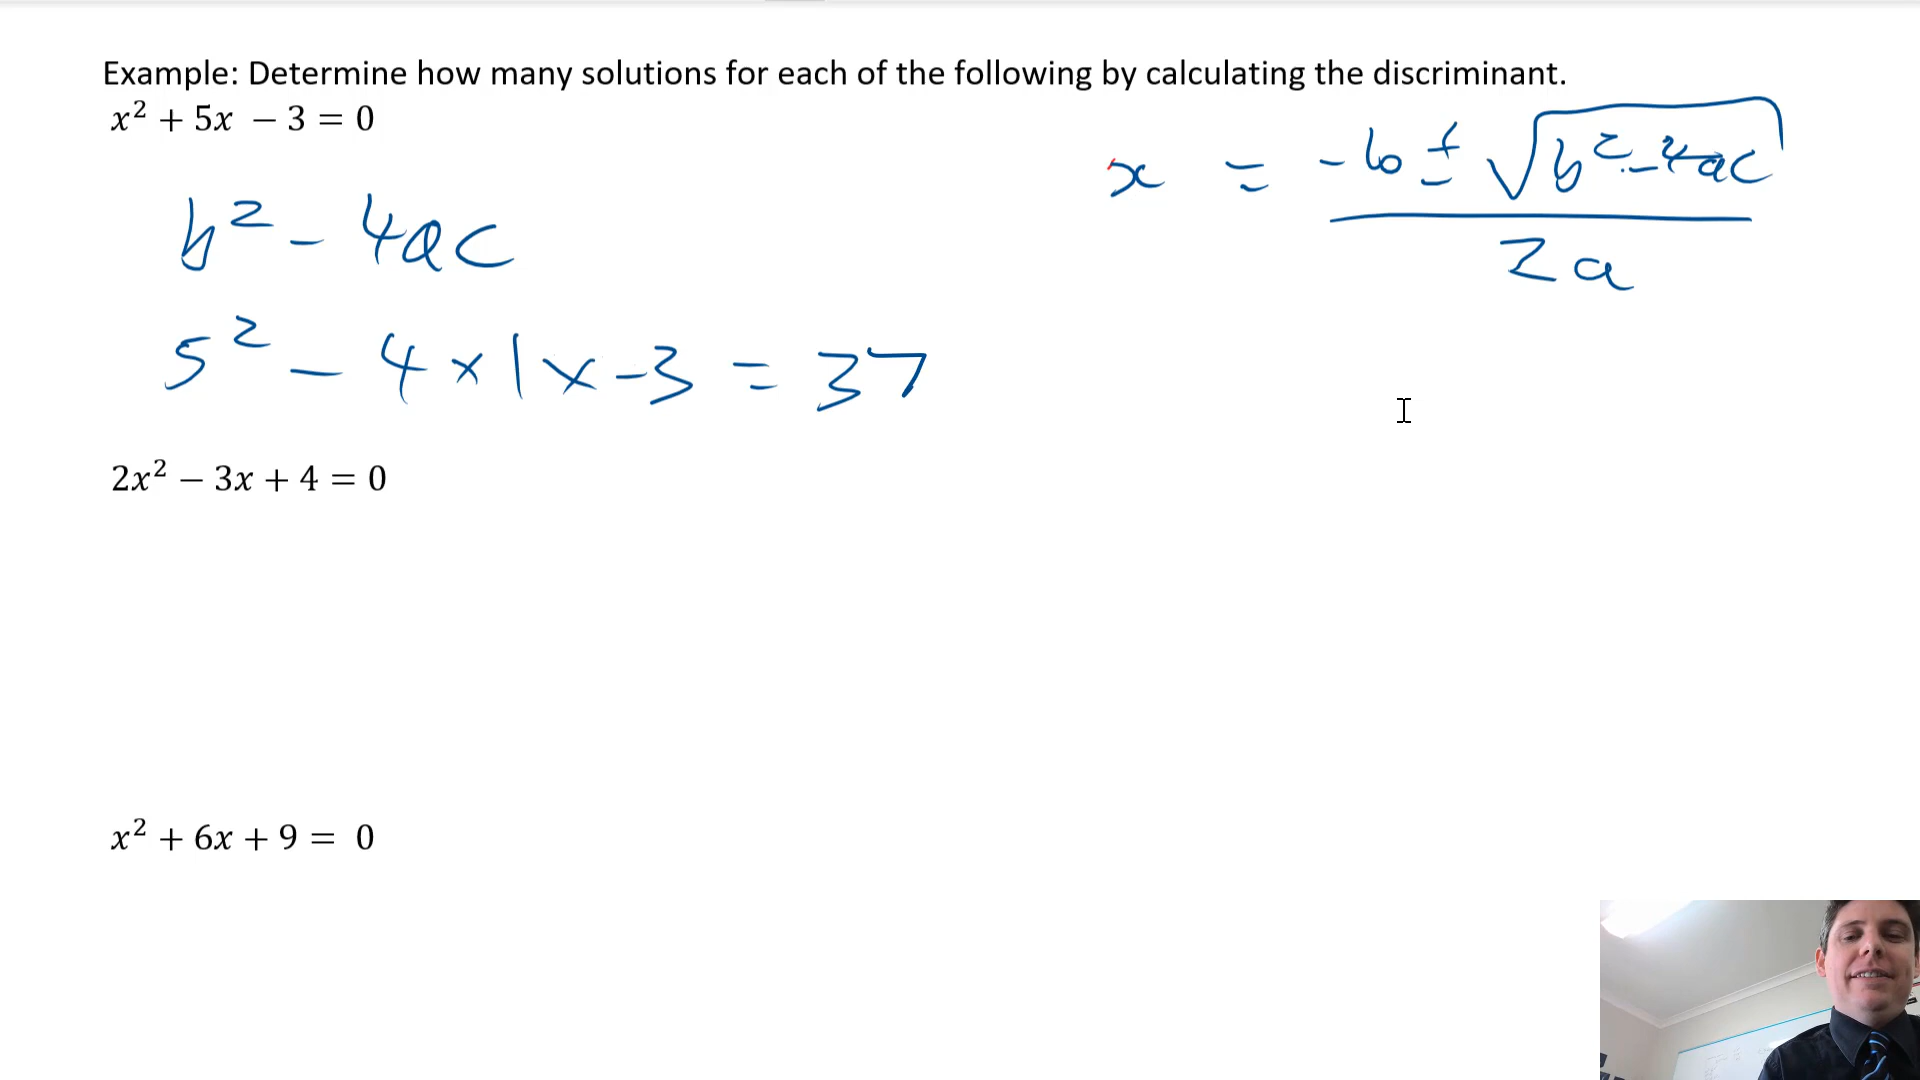 Example: Determine how many solutions for each of the following by calculating the discriminant.
x² + 5x − 3 = 0
x = (-b ± √(b² - 4ac)) / 2a
b² - 4ac
5² - 4 × 1 × -3 = 37
2x² − 3x + 4 = 0
x² + 6x + 9 = 0